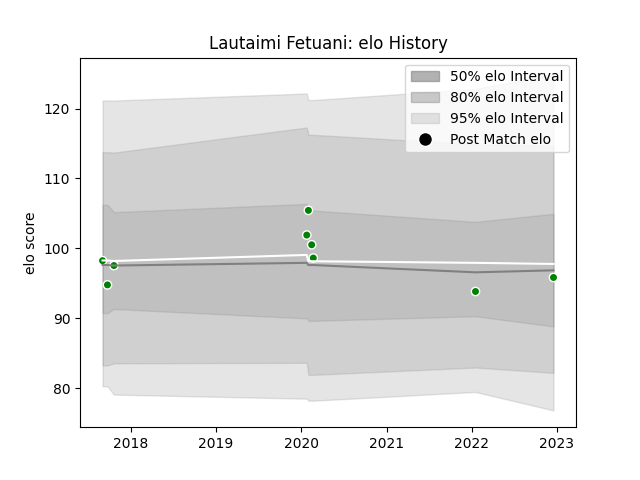 Lautaimi Fetuani: elo History
50% elo Interval
80% elo Interval
95% elo Interval
Post Match elo
elo score
120
110
100
90
80
2018 2019 2020 2021 2022 2023